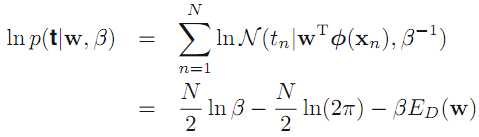 ln p(𝐭|𝐰, β) = ∑_{n=1}^{N} ln 𝒩(t_n|𝐰^T 𝝓(𝐱_n), β^{−1})
= N/2 ln β − N/2 ln(2π) − βE_D(𝐰)